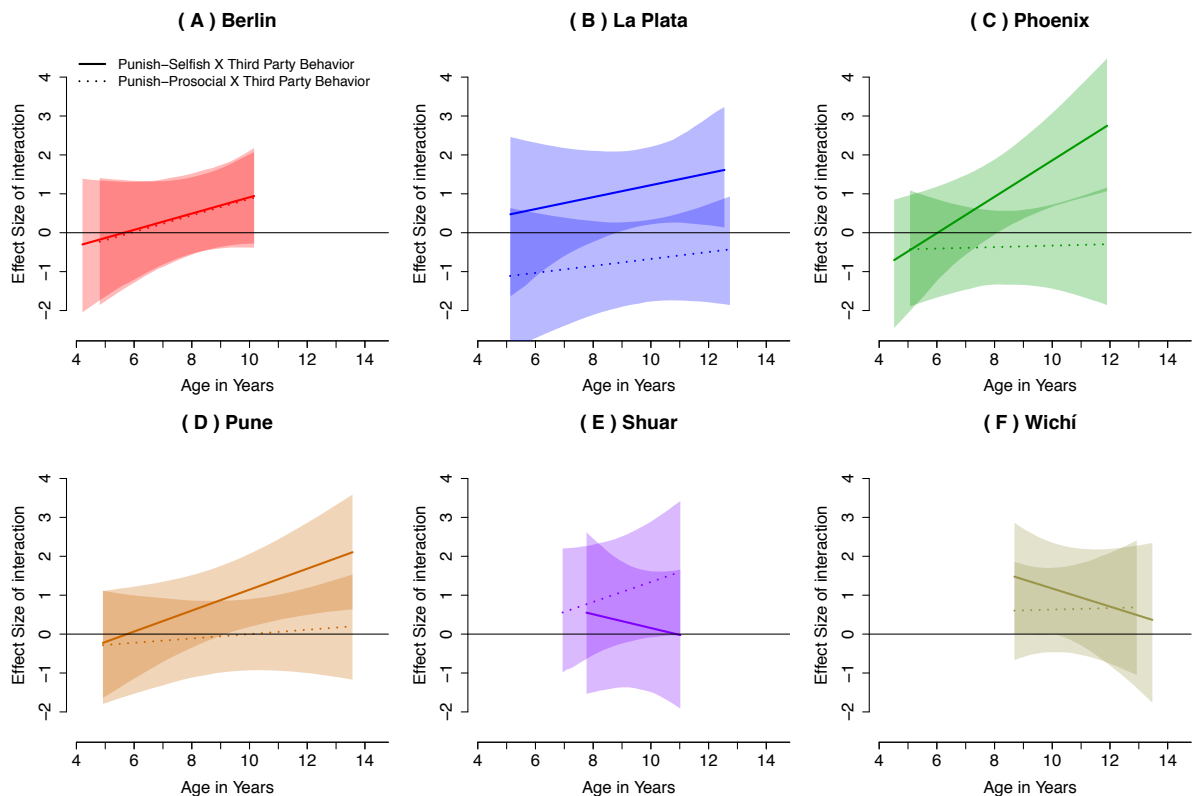 ( A ) Berlin
Punish−Selfish X Third Party Behavior
Punish−Prosocial X Third Party Behavior
Effect Size of interaction
4
3
2
1
0
−1
−2
4 6 8 10 12 14
Age in Years
( B ) La Plata
Effect Size of interaction
4
3
2
1
0
−1
−2
4 6 8 10 12 14
Age in Years
( C ) Phoenix
Effect Size of interaction
4
3
2
1
0
−1
−2
4 6 8 10 12 14
Age in Years
( D ) Pune
Effect Size of interaction
4
3
2
1
0
−1
−2
4 6 8 10 12 14
Age in Years
( E ) Shuar
Effect Size of interaction
4
3
2
1
0
−1
−2
4 6 8 10 12 14
Age in Years
( F ) Wichí
Effect Size of interaction
4
3
2
1
0
−1
−2
4 6 8 10 12 14
Age in Years